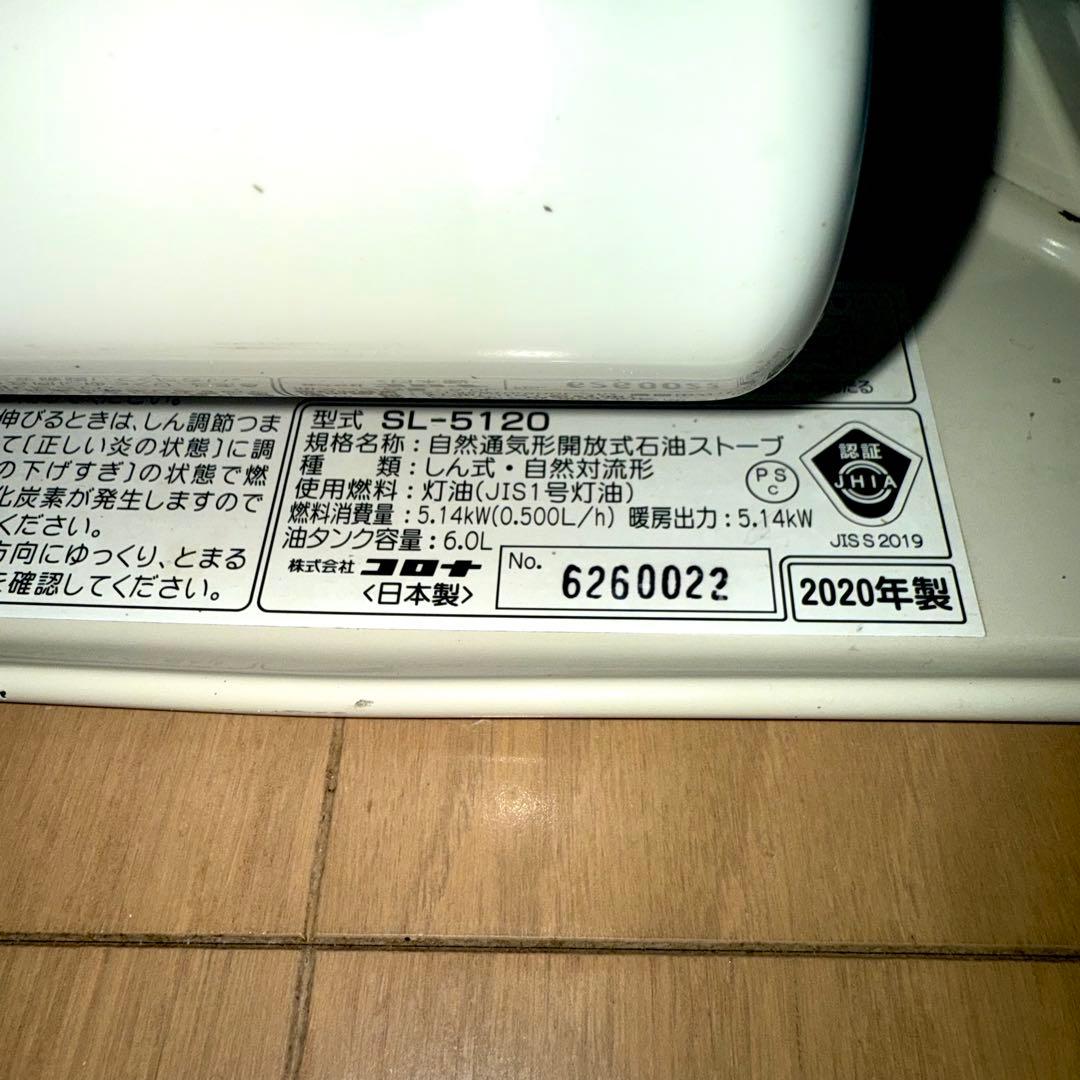 ください。
伸びるときは、しん調節つま
て〔正しい炎の状態〕に調
の下げすぎ〕の状態で燃
化炭素が発生しますので
ください。
方向にゆっくり、とまる
を確認してください。
型式 SL-5120
規格名称：自然通気形開放式石油ストーブ
種　　類：しん式・自然対流形
使用燃料：灯油(JIS1号灯油)
燃料消費量：5.14kW(0.500L/h) 暖房出力：5.14kW
油タンク容量：6.0L
株式会社 コロナ
<日本製>
No. 6260022
PS
C
認証
JHIA
JIS S 2019
2020年製